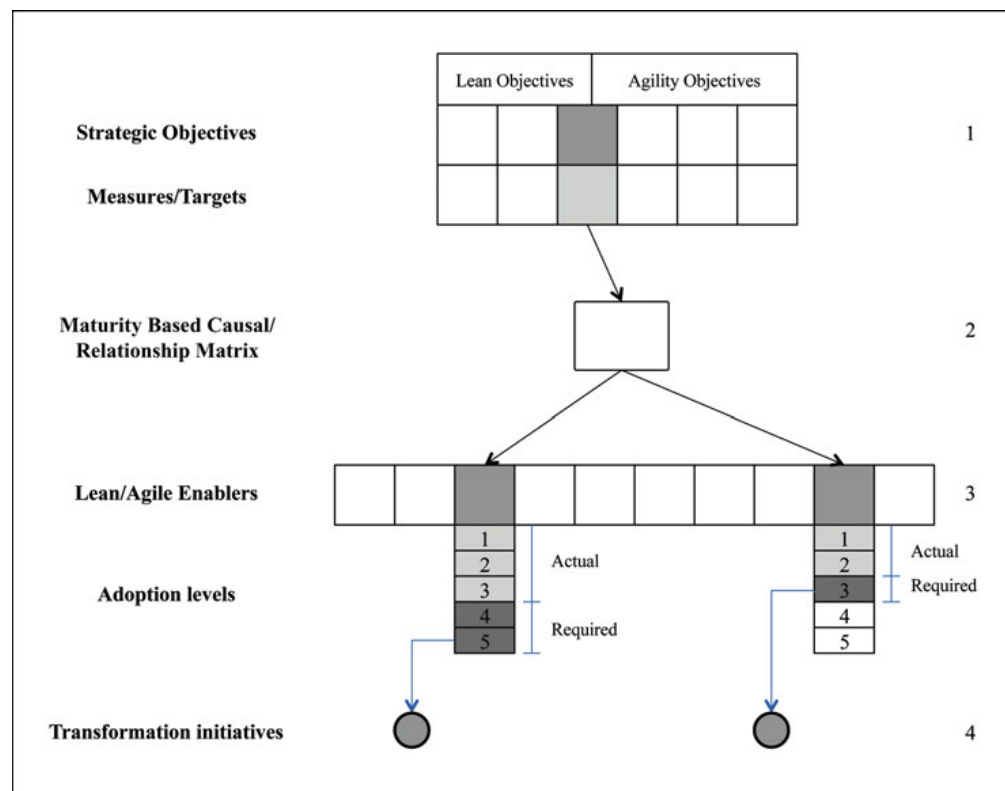 Lean Objectives
Agility Objectives
Strategic Objectives
1
Measures/Targets
Maturity Based Causal/
Relationship Matrix
2
Lean/Agile Enablers
3
Adoption levels
1
2
3
4
5
Actual
Required
1
2
3
4
5
Actual
Required
Transformation initiatives
4